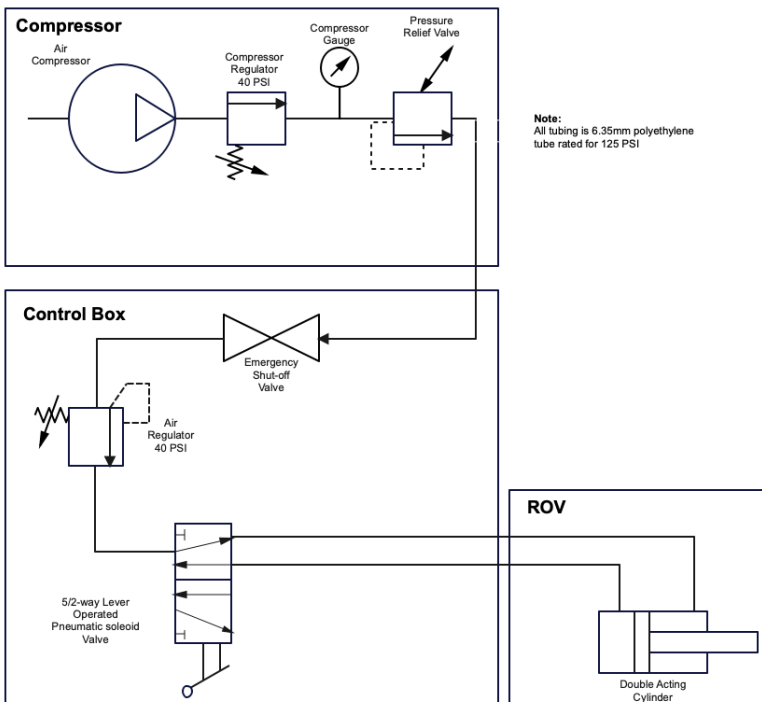 Compressor
Air
Compressor
Compressor
Regulator
40 PSI
Compressor
Gauge
Pressure
Relief Valve
Note:
All tubing is 6.35mm polyethylene
tube rated for 125 PSI
Control Box
Emergency
Shut-off
Valve
Air
Regulator
40 PSI
5/2-way Lever
Operated
Pneumatic soleoid
Valve
ROV
Double Acting
Cylinder